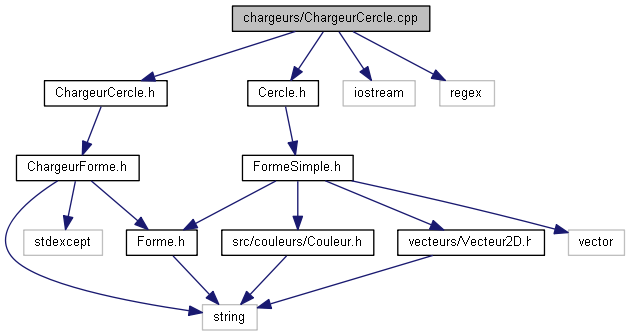 chargeurs/ChargeurCercle.cpp
ChargeurCercle.h
Cercle.h
iostream
regex
ChargeurForme.h
FormeSimple.h
stdexcept
Forme.h
src/couleurs/Couleur.h
vecteurs/Vecteur2D.h
vector
string